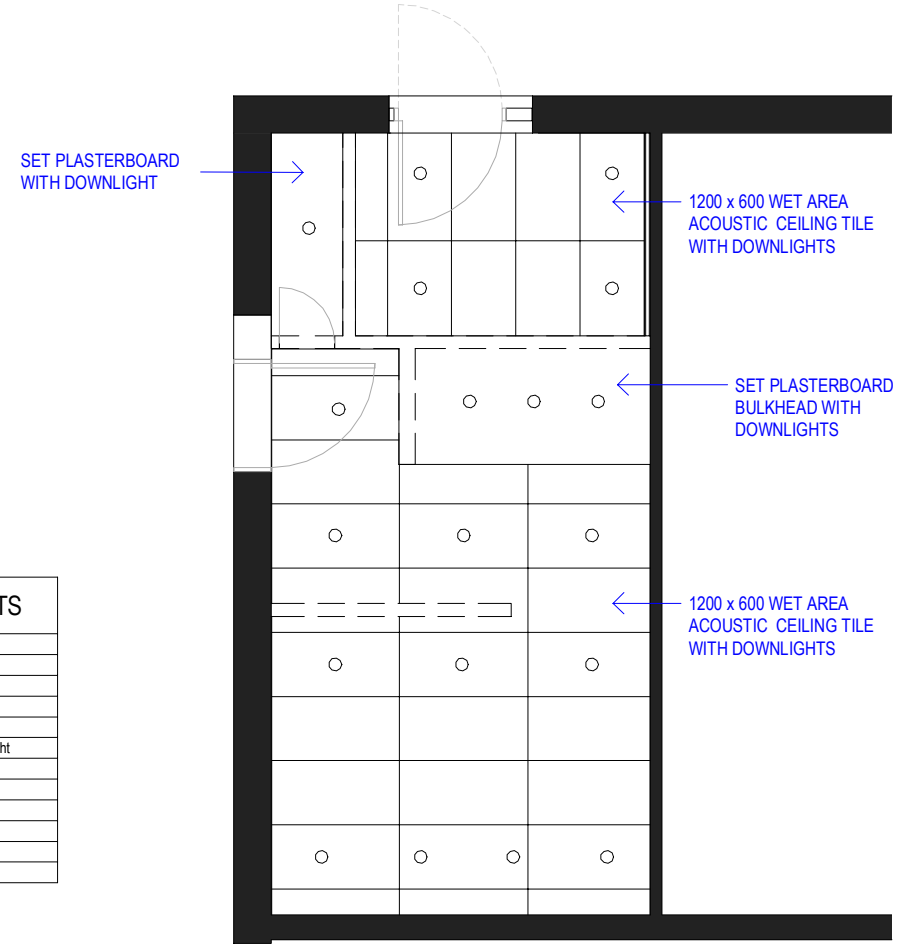 SET PLASTERBOARD
WITH DOWNLIGHT
1200 x 600 WET AREA
ACOUSTIC CEILING TILE
WITH DOWNLIGHTS
SET PLASTERBOARD
BULKHEAD WITH
DOWNLIGHTS
1200 x 600 WET AREA
ACOUSTIC CEILING TILE
WITH DOWNLIGHTS
TS
ht